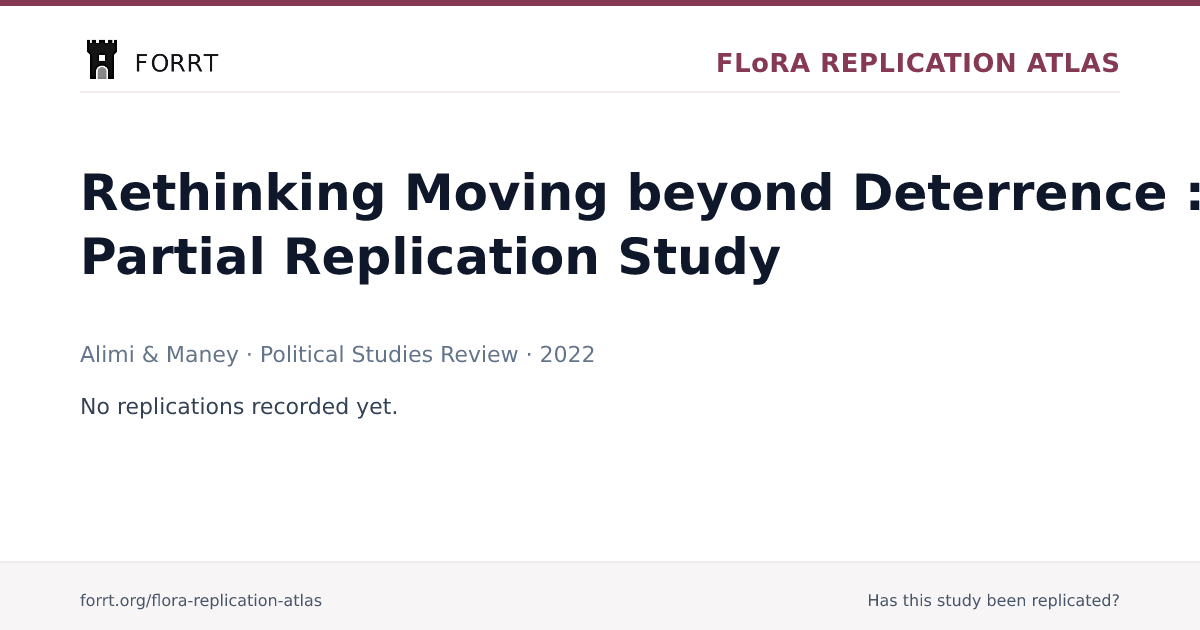 FORRT
FLoRA REPLICATION ATLAS
Rethinking Moving beyond Deterrence :
Partial Replication Study
Alimi & Maney · Political Studies Review · 2022
No replications recorded yet.
forrt.org/flora-replication-atlas
Has this study been replicated?